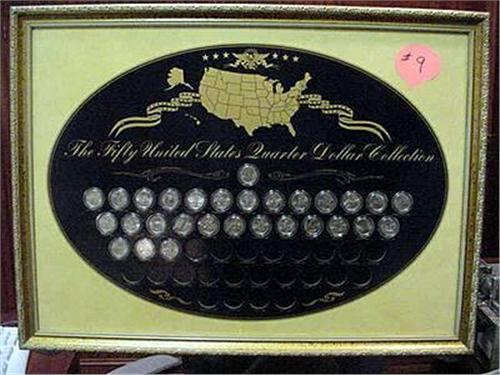 #9
The Fifty United States Quarter Dollar Collection